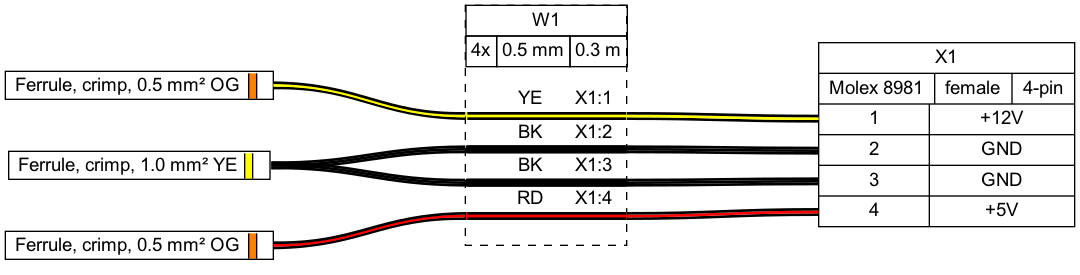 W1
4x 0.5 mm 0.3 m
X1
Molex 8981 female 4-pin
Ferrule, crimp, 0.5 mm² OG
YE X1:1
1 +12V
BK X1:2
2 GND
Ferrule, crimp, 1.0 mm² YE
BK X1:3
3 GND
RD X1:4
4 +5V
Ferrule, crimp, 0.5 mm² OG